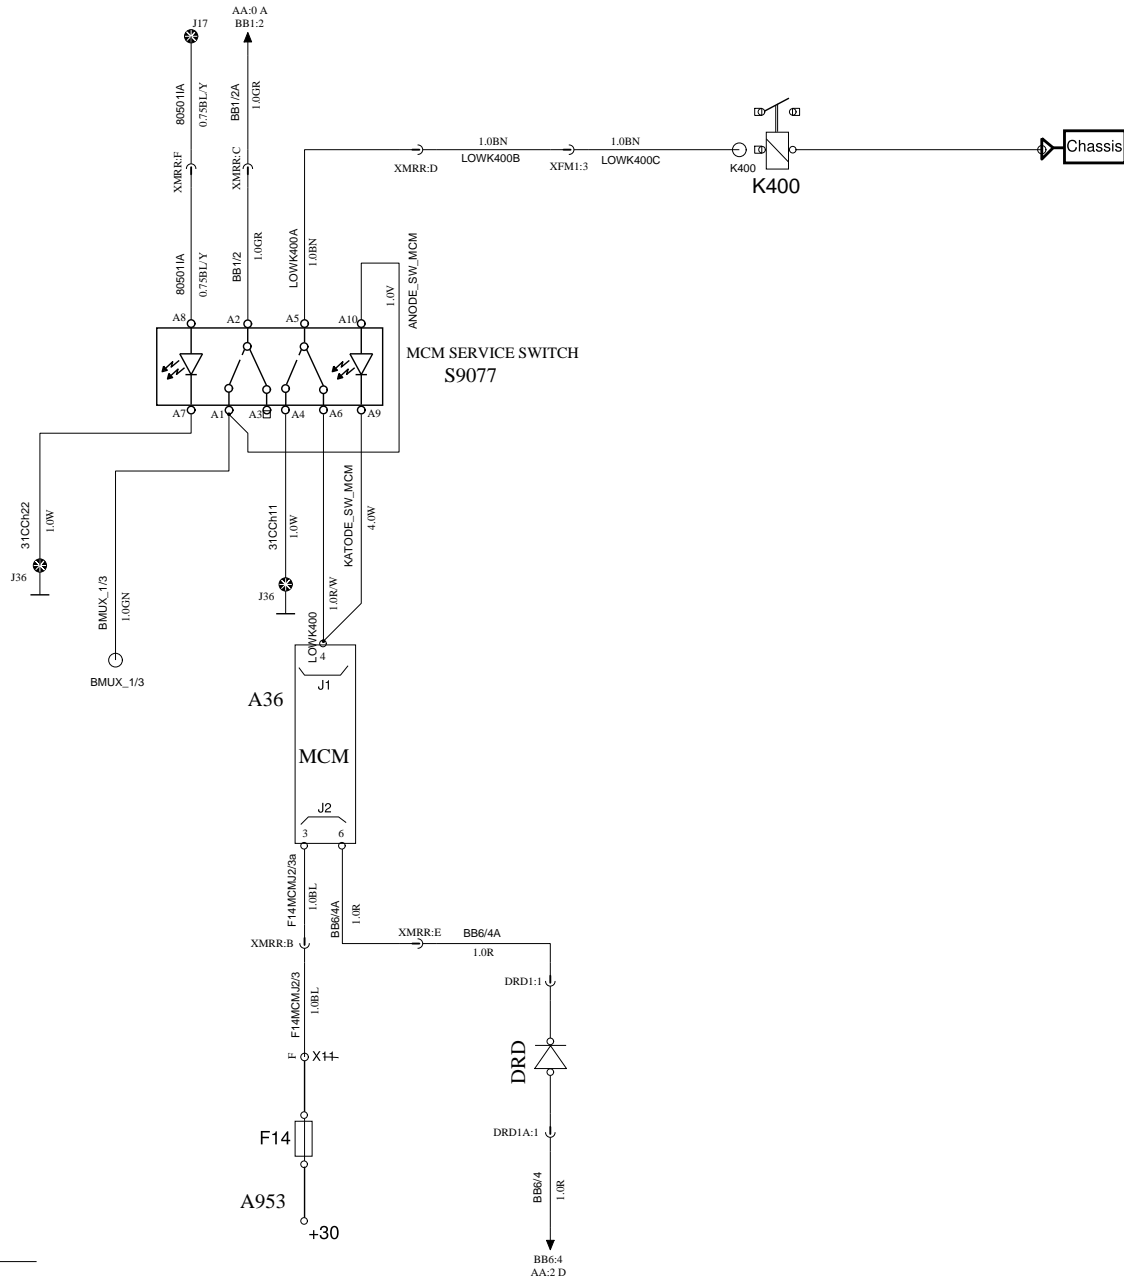 AA:0 A
BB1:2
J17
80501IA
0.75BL/Y
BB1/2A
1.0GR
XMRR:F
XMRR:C
1.0BN
XMRR:D
LOWK400B
XFM1:3
1.0BN
LOWK400C
K400
K400
Chassis
80501IA
0.75BL/Y
BB1/2
1.0GR
LOWK400A
1.0BN
1.0V
ANODE_SW_MCM
A8
A2
A5
A10
MCM SERVICE SWITCH
S9077
A7
A1
A3
A4
A6
A9
31CCh22
1.0W
J36
BMUX_1/3
1.0GN
BMUX_1/3
31CCh11
1.0W
J36
LOWK400
1.0R/W
KATODE_SW_MCM
4.0W
4
J1
A36
MCM
J2
3
6
F14MCMJ2/3a
1.0BL
BB6/4A
1.0R
XMRR:B
XMRR:E
BB6/4A
1.0R
F14MCMJ2/3
1.0BL
DRD1:1
F
X11
DRD
F14
DRD1A:1
A953
BB6/4
1.0R
+30
BB6:4
AA:2 D